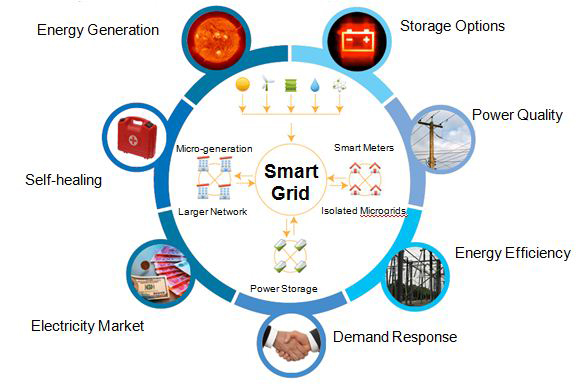 Energy Generation
Storage Options
Power Quality
Micro-generation
Smart Meters
Smart
Grid
Self-healing
Larger Network
Isolated Microgrids
Energy Efficiency
Power Storage
Electricity Market
Demand Response